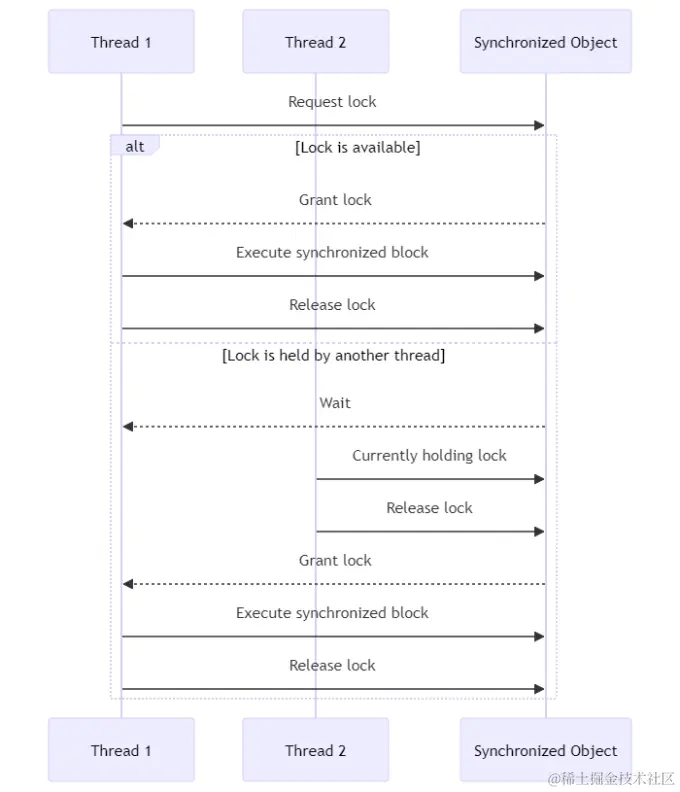 Thread 1
Thread 2
Synchronized Object
Request lock
alt
[Lock is available]
Grant lock
Execute synchronized block
Release lock
[Lock is held by another thread]
Wait
Currently holding lock
Release lock
Grant lock
Execute synchronized block
Release lock
Thread 1
Thread 2
Synchronized Object
@稀土掘金技术社区